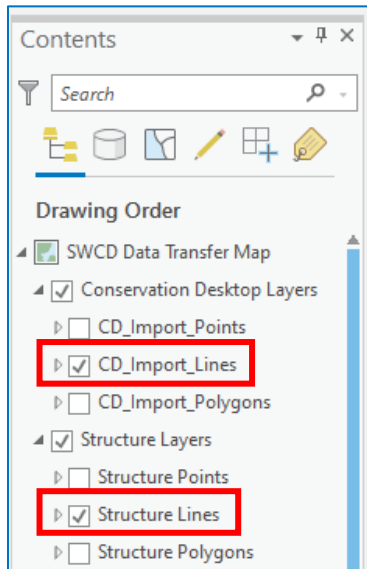 Contents
Search
Drawing Order
SWCD Data Transfer Map
Conservation Desktop Layers
CD_Import_Points
CD_Import_Lines
CD_Import_Polygons
Structure Layers
Structure Points
Structure Lines
Structure Polygons